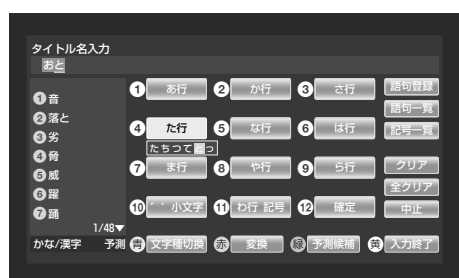 タイトル名入力
おと
①音
②落と
③劣
④脅
⑤威
⑥躍
⑦踊
1/48▼
かな/漢字 予測
① あ行 ② か行 ③ さ行 語句登録
語句一覧
④ た行 ⑤ な行 ⑥ は行 記号一覧
たちつてとっ
⑦ ま行 ⑧ や行 ⑨ ら行 クリア
全クリア
⑩ ゛゜小文字 ⑪ わ行 記号 ⑫ 確定 中止
青 文字種切換 赤 変換 緑 予測候補 黄 入力終了